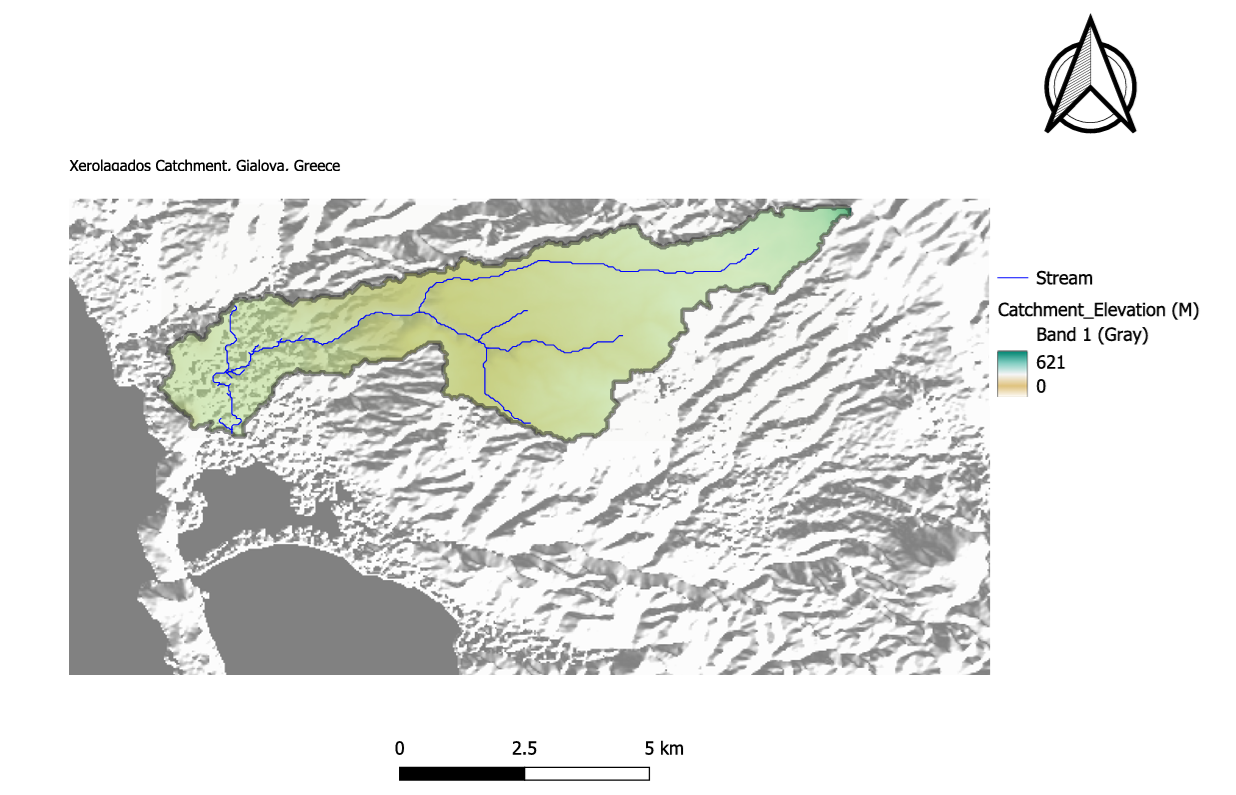 Xerolagados Catchment, Gialova, Greece
Stream
Catchment_Elevation (M)
Band 1 (Gray)
621
0
0 2.5 5 km